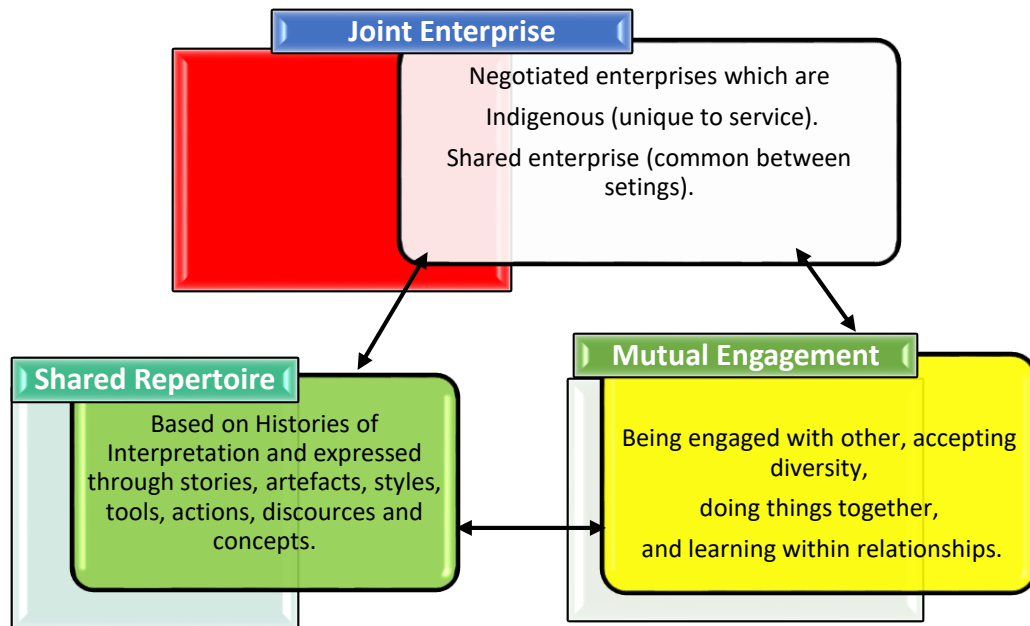 Joint Enterprise
Negotiated enterprises which are
Indigenous (unique to service).
Shared enterprise (common between
setings).
Shared Repertoire
Based on Histories of
Interpretation and expressed
through stories, artefacts, styles,
tools, actions, discources and
concepts.
Mutual Engagement
Being engaged with other, accepting
diversity,
doing things together,
and learning within relationships.